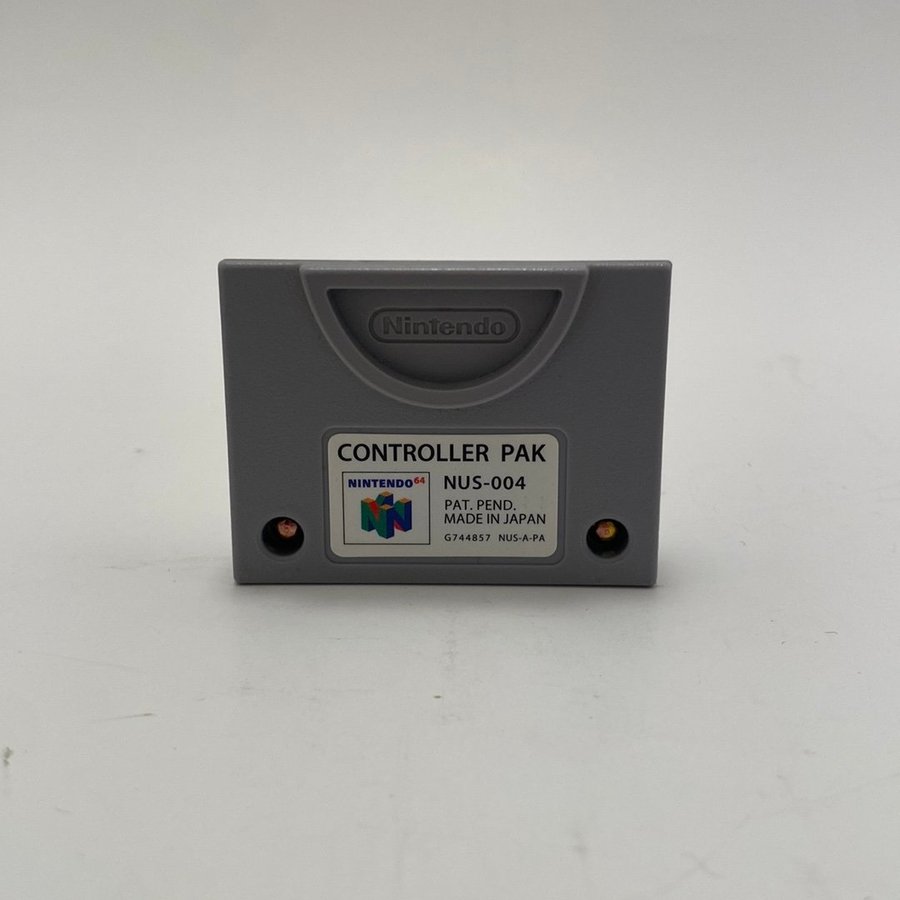 Nintendo
CONTROLLER PAK
NINTENDO64
NUS-004
PAT. PEND.
MADE IN JAPAN
G744857 NUS-A-PA